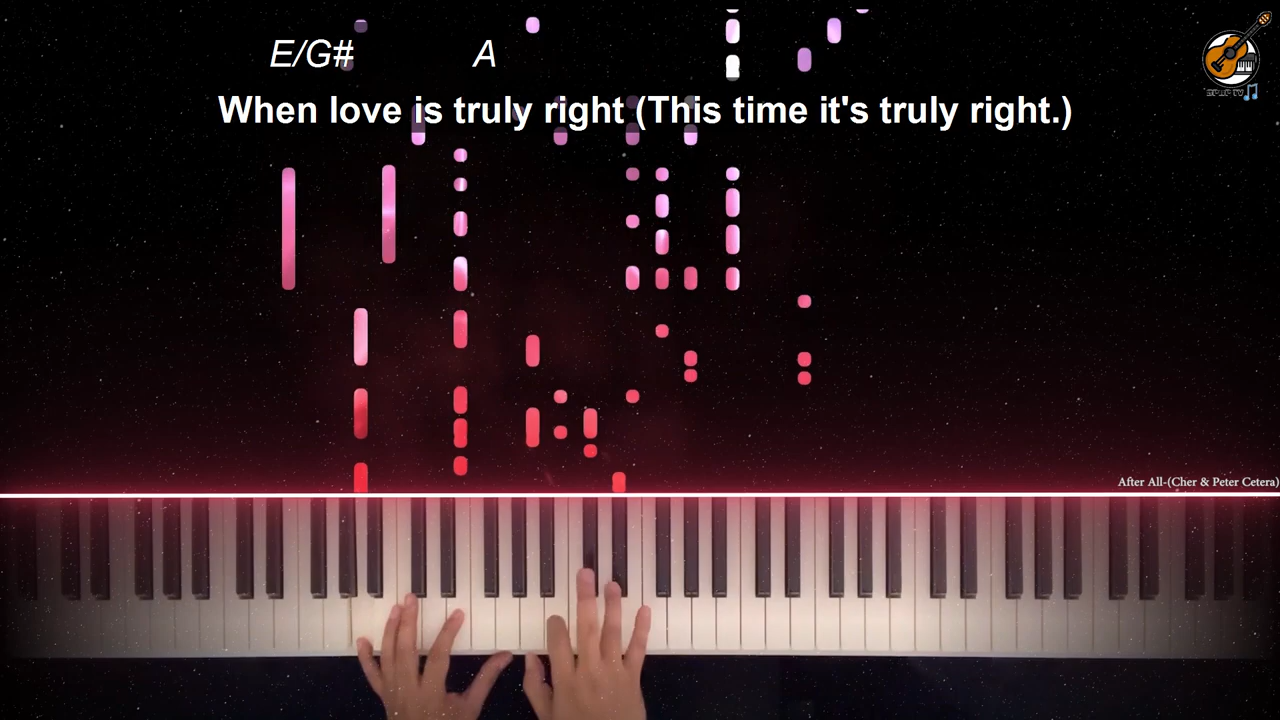 E/G# A
When love is truly right (This time it's truly right.)
After All-(Cher & Peter Cetera)